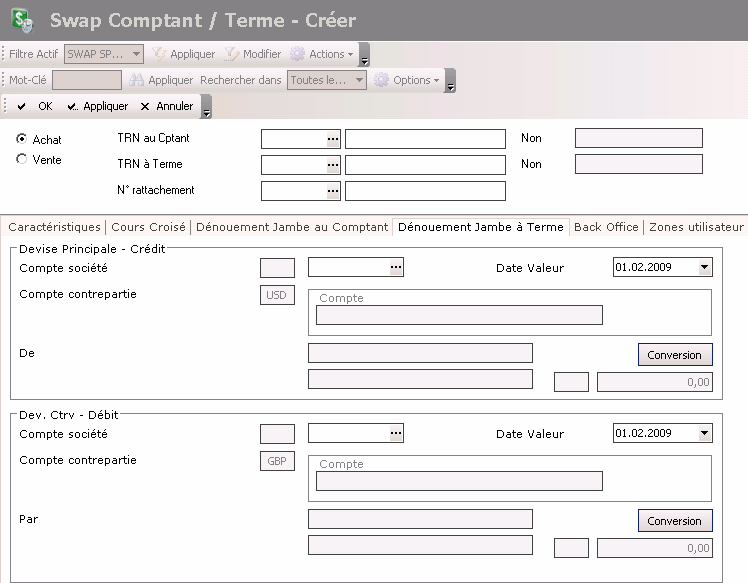 Swap Comptant / Terme - Créer
Filtre Actif SWAP SP... Appliquer Modifier Actions
Mot-Clé Appliquer Rechercher dans Toutes le... Options
OK Appliquer Annuler
Achat TRN au Cptant ... Non
Vente TRN à Terme ... Non
N° rattachement ...
Caractéristiques Cours Croisé Dénouement Jambe au Comptant Dénouement Jambe à Terme Back Office Zones utilisateur
Devise Principale - Crédit
Compte société ... Date Valeur 01.02.2009
Compte contrepartie USD Compte
De Conversion
0,00
Dev. Ctrv - Débit
Compte société ... Date Valeur 01.02.2009
Compte contrepartie GBP Compte
Par Conversion
0,00